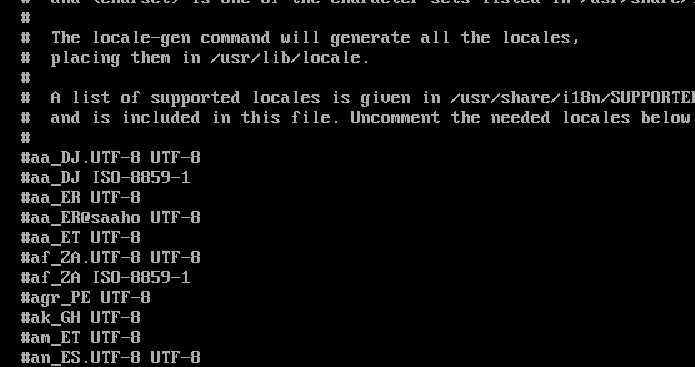 #
#  The locale-gen command will generate all the locales,
#  placing them in /usr/lib/locale.
#
#  A list of supported locales is given in /usr/share/i18n/SUPPORTE
#  and is included in this file. Uncomment the needed locales below
#
#aa_DJ.UTF-8 UTF-8
#aa_DJ ISO-8859-1
#aa_ER UTF-8
#aa_ER@saaho UTF-8
#aa_ET UTF-8
#af_ZA.UTF-8 UTF-8
#af_ZA ISO-8859-1
#agr_PE UTF-8
#ak_GH UTF-8
#am_ET UTF-8
#an_ES.UTF-8 UTF-8